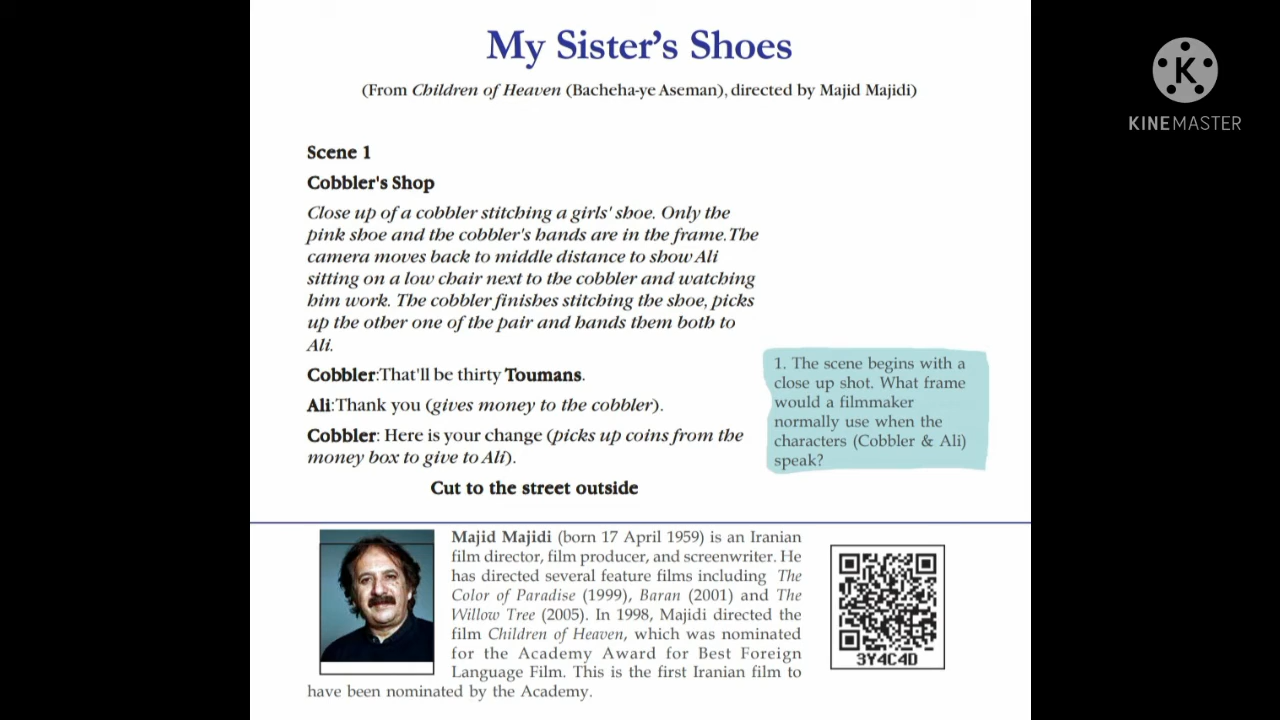 My Sister's Shoes
(From Children of Heaven (Bacheha-ye Aseman), directed by Majid Majidi)
K
KINEMASTER
Scene 1
Cobbler's Shop
Close up of a cobbler stitching a girls' shoe. Only the
pink shoe and the cobbler's hands are in the frame.The
camera moves back to middle distance to show Ali
sitting on a low chair next to the cobbler and watching
him work. The cobbler finishes stitching the shoe, picks
up the other one of the pair and hands them both to
Ali.
Cobbler:That'll be thirty Toumans.
Ali:Thank you (gives money to the cobbler).
Cobbler: Here is your change (picks up coins from the
money box to give to Ali).
Cut to the street outside
1. The scene begins with a
close up shot. What frame
would a filmmaker
normally use when the
characters (Cobbler & Ali)
speak?
Majid Majidi (born 17 April 1959) is an Iranian
film director, film producer, and screenwriter. He
has directed several feature films including The
Color of Paradise (1999), Baran (2001) and The
Willow Tree (2005). In 1998, Majidi directed the
film Children of Heaven, which was nominated
for the Academy Award for Best Foreign
Language Film. This is the first Iranian film to
have been nominated by the Academy.
3Y4C4D